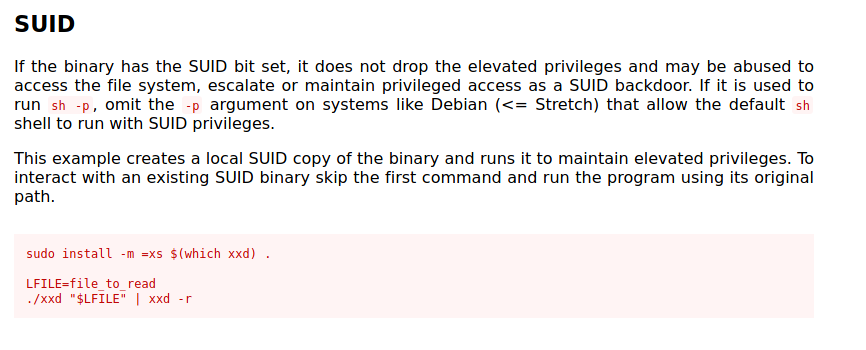 SUID
If the binary has the SUID bit set, it does not drop the elevated privileges and may be abused to
access the file system, escalate or maintain privileged access as a SUID backdoor. If it is used to
run sh -p, omit the -p argument on systems like Debian (<= Stretch) that allow the default sh
shell to run with SUID privileges.
This example creates a local SUID copy of the binary and runs it to maintain elevated privileges. To
interact with an existing SUID binary skip the first command and run the program using its original
path.
sudo install -m =xs $(which xxd) .
LFILE=file_to_read
./xxd "$LFILE" | xxd -r